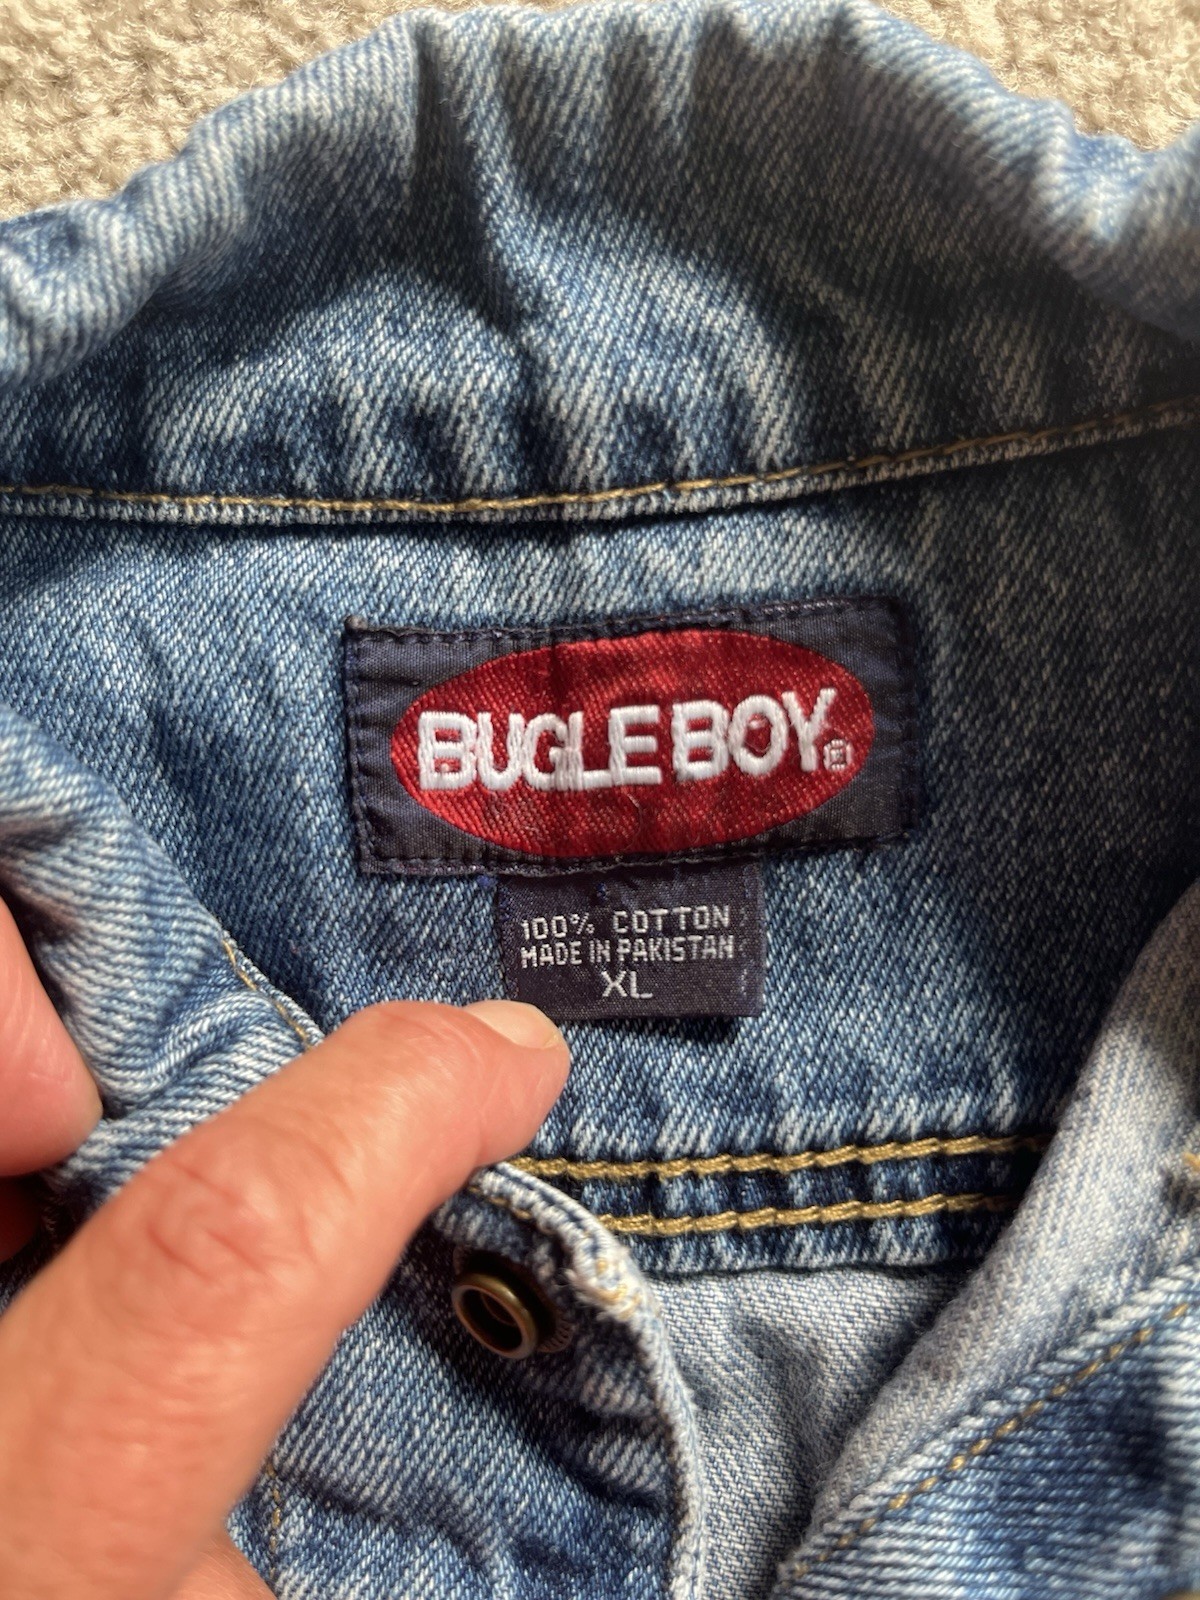 BUGLE BOY®
100% COTTON
MADE IN PAKISTAN
XL